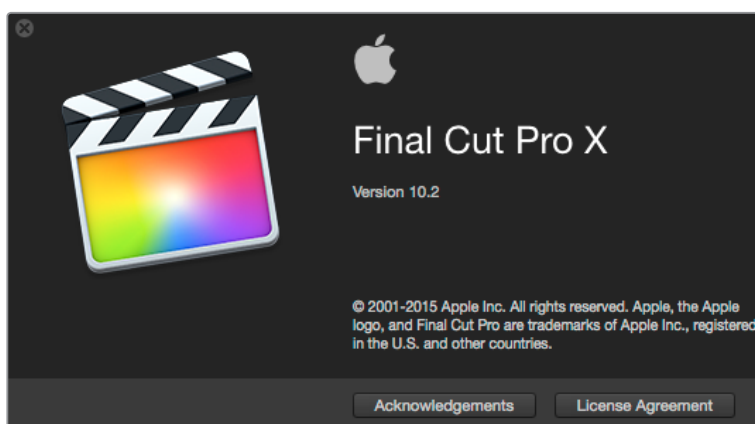 Final Cut Pro X
Version 10.2
© 2001-2015 Apple Inc. All rights reserved. Apple, the Apple
logo, and Final Cut Pro are trademarks of Apple Inc., registered
in the U.S. and other countries.
Acknowledgements
License Agreement